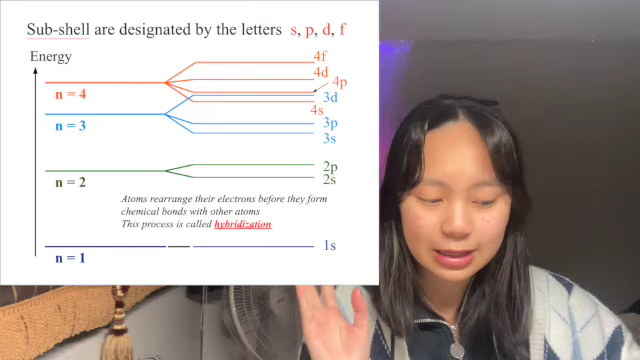 Sub-shell are designated by the letters s, p, d, f
Energy
4f
4d
4p
n = 4
3d
4s
n = 3
3p
3s
2p
n = 2
2s
Atoms rearrange their electrons before they form
chemical bonds with other atoms
This process is called hybridization
1s
n = 1